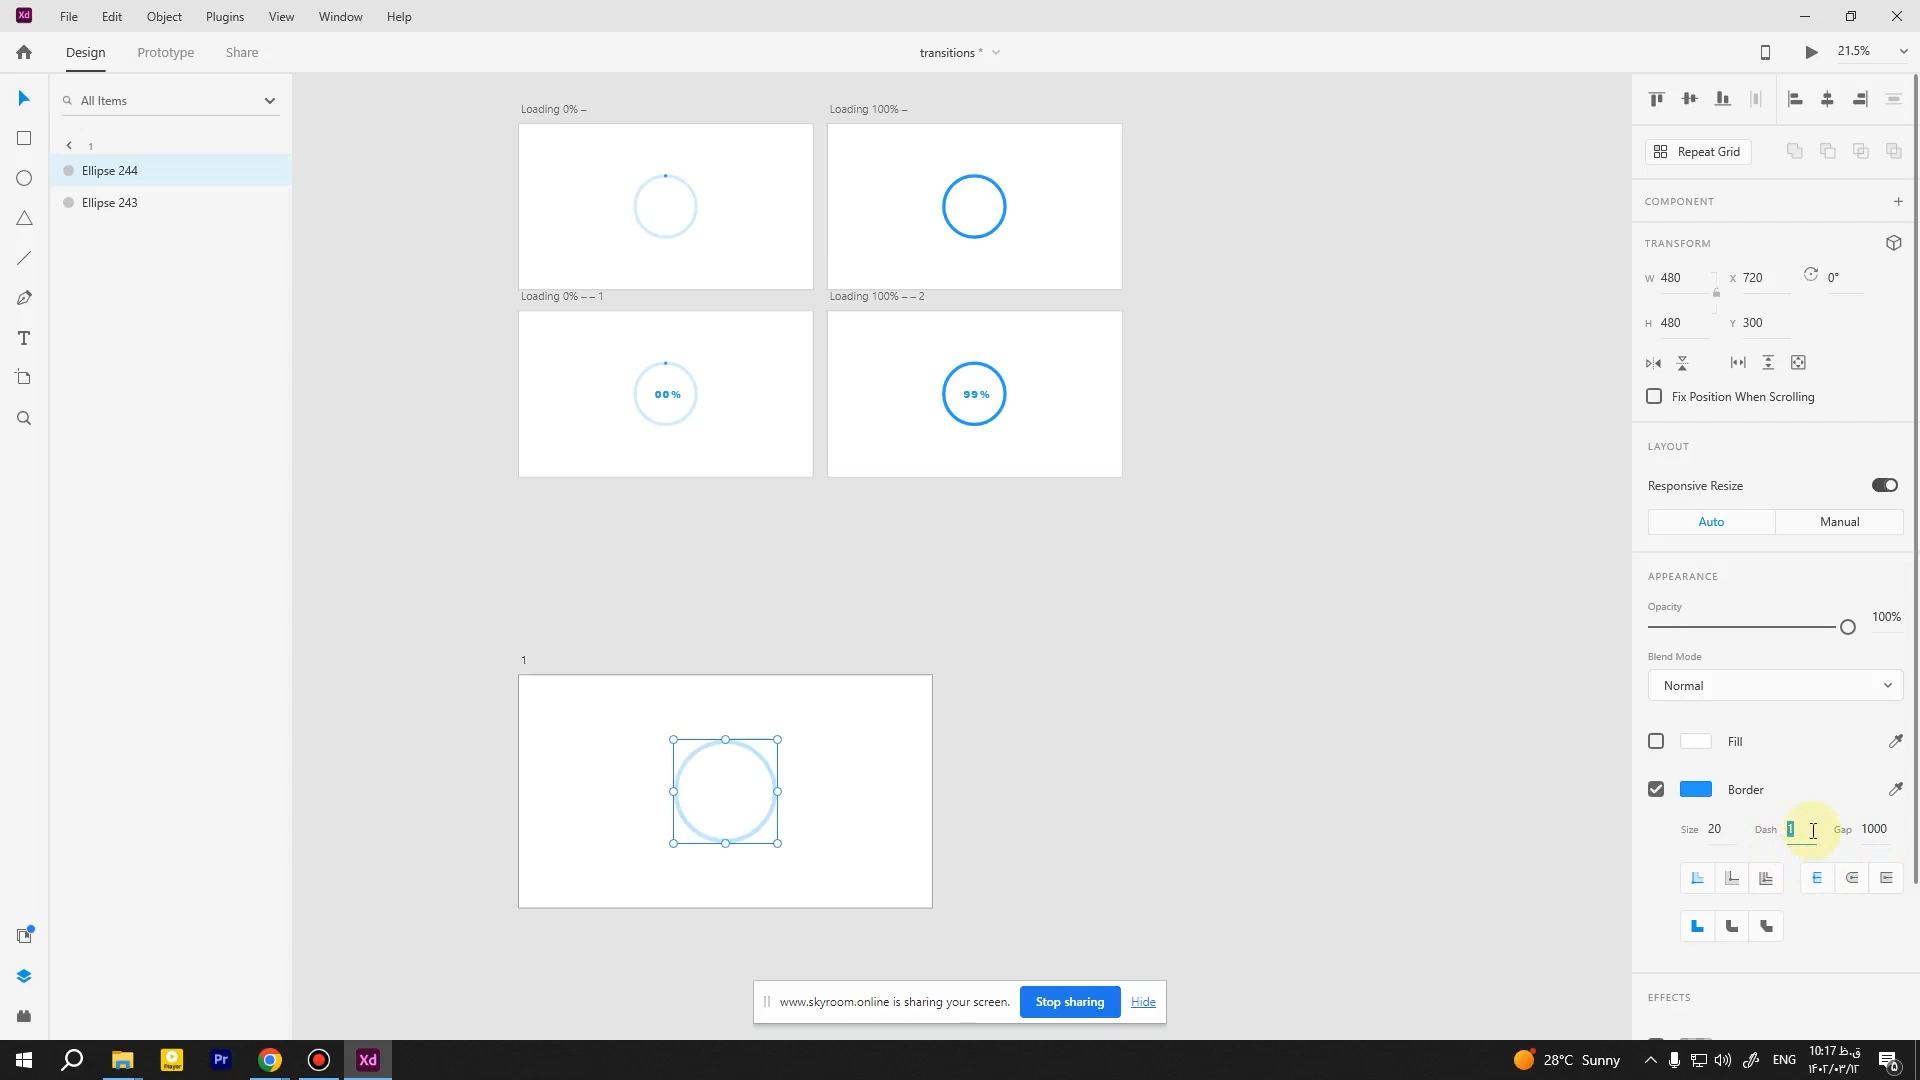 Xd File Edit Object Plugins View Window Help
Design Prototype Share
transitions *
21.5%
All Items
1
Ellipse 244
Ellipse 243
Loading 0% –
Loading 100% –
Loading 0% – – 1
Loading 100% – – 2
00%
99%
1
Repeat Grid
COMPONENT
TRANSFORM
W 480 X 720 0°
H 480 Y 300
Fix Position When Scrolling
LAYOUT
Responsive Resize
Auto Manual
APPEARANCE
Opacity
100%
Blend Mode
Normal
Fill
Border
Size 20 Dash 1 Gap 1000
EFFECTS
www.skyroom.online is sharing your screen. Stop sharing Hide
Player Pr Xd
28°C Sunny
ENG
10:17 ق.ظ
۱۴۰۲/۰۳/۱۲
۵